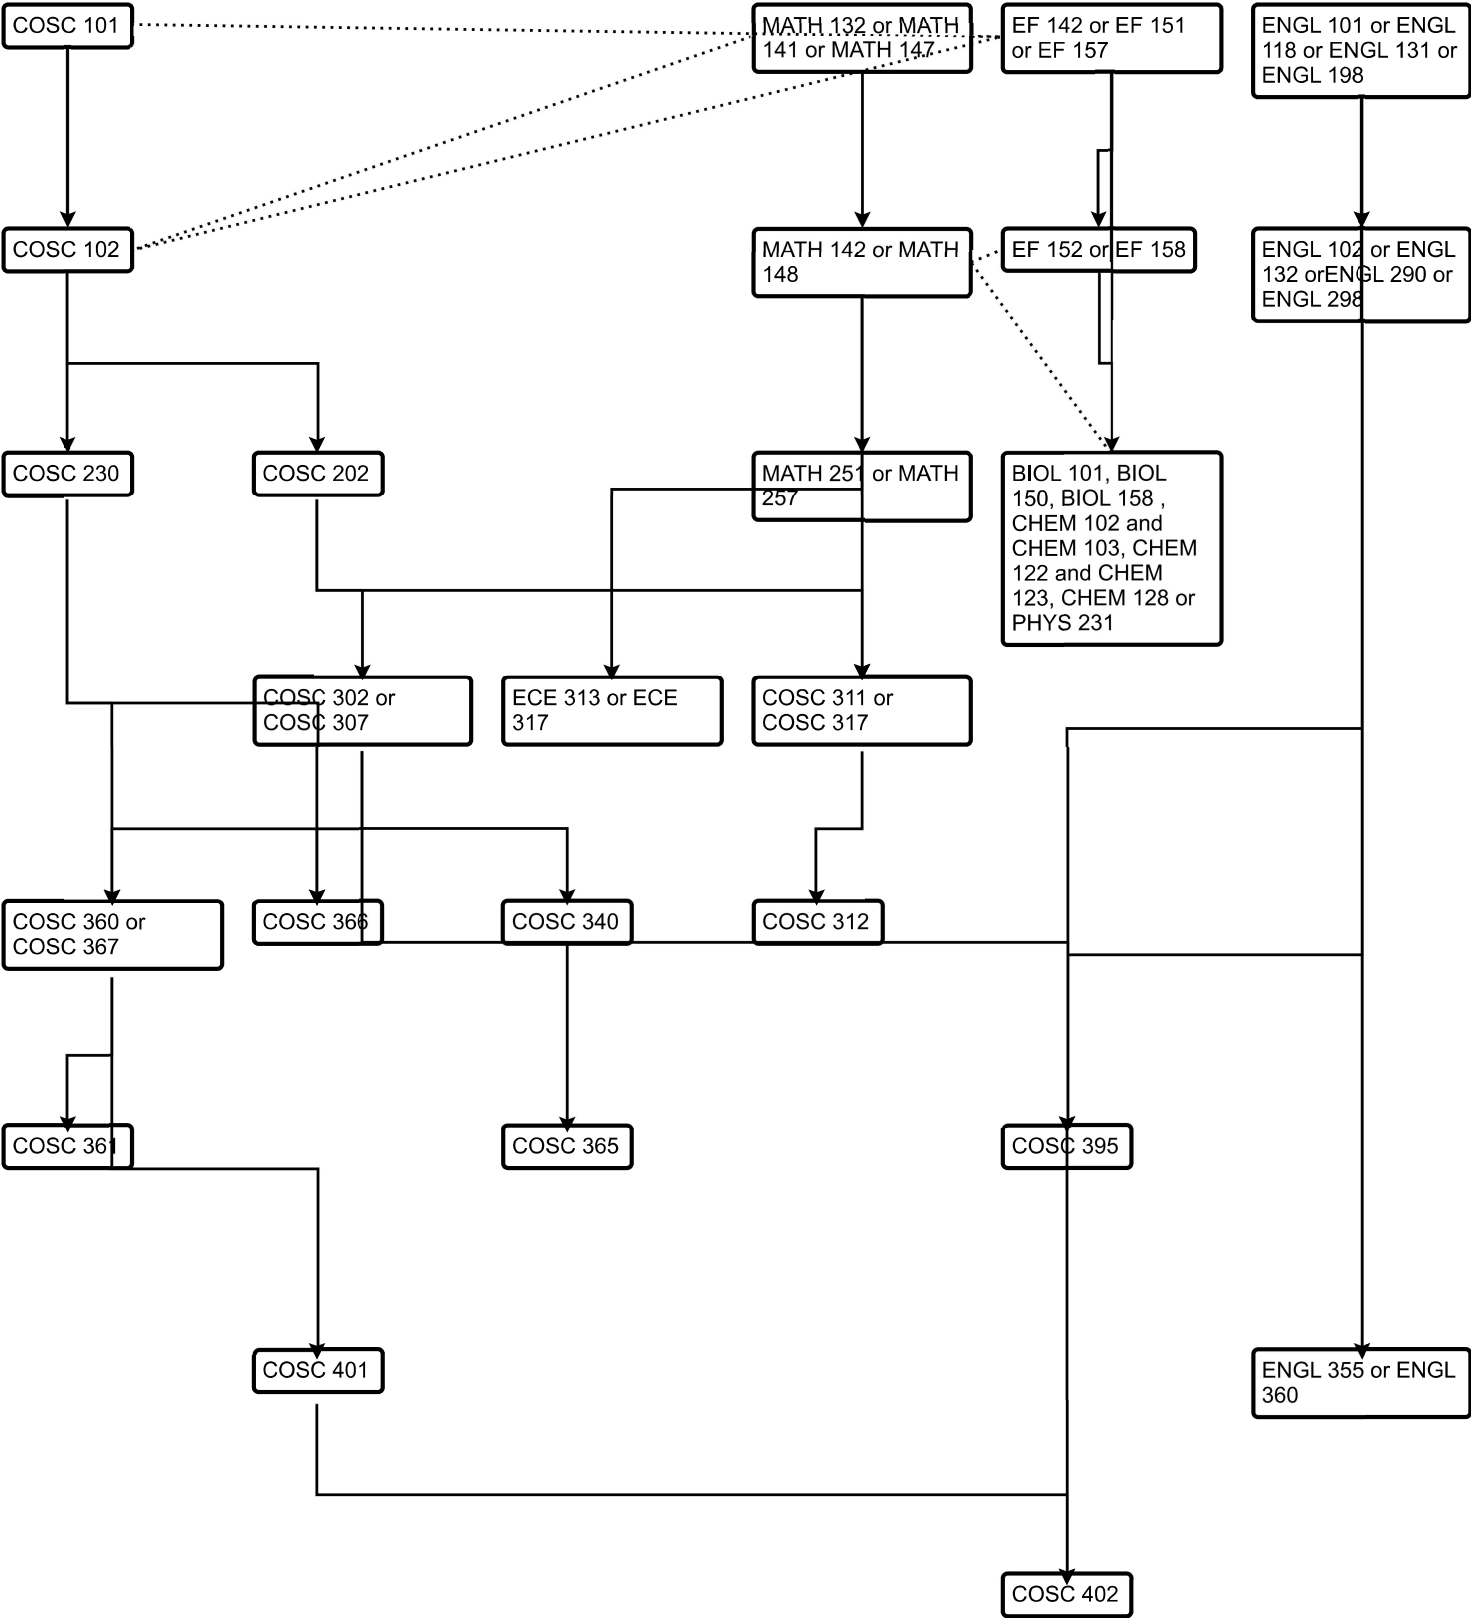 COSC 101
MATH 132 or MATH
141 or MATH 147
EF 142 or EF 151
or EF 157
ENGL 101 or ENGL
118 or ENGL 131 or
ENGL 198
COSC 102
MATH 142 or MATH
148
EF 152 or EF 158
ENGL 102 or ENGL
132 orENGL 290 or
ENGL 298
COSC 230
COSC 202
MATH 251 or MATH
257
BIOL 101, BIOL
150, BIOL 158 ,
CHEM 102 and
CHEM 103, CHEM
122 and CHEM
123, CHEM 128 or
PHYS 231
COSC 302 or
COSC 307
ECE 313 or ECE
317
COSC 311 or
COSC 317
COSC 360 or
COSC 367
COSC 366
COSC 340
COSC 312
COSC 361
COSC 365
COSC 395
COSC 401
ENGL 355 or ENGL
360
COSC 402